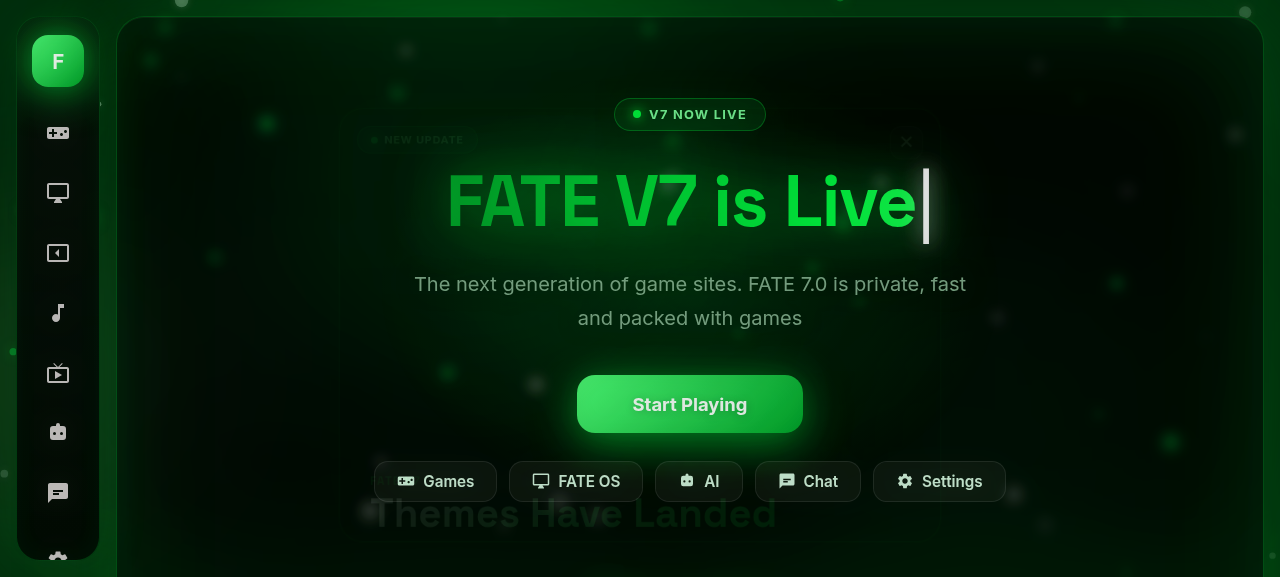 F
V7 NOW LIVE
NEW UPDATE
FATE V7 is Live
The next generation of game sites. FATE 7.0 is private, fast
and packed with games
Start Playing
Games
FATE OS
AI
Chat
Settings
Themes Have Landed